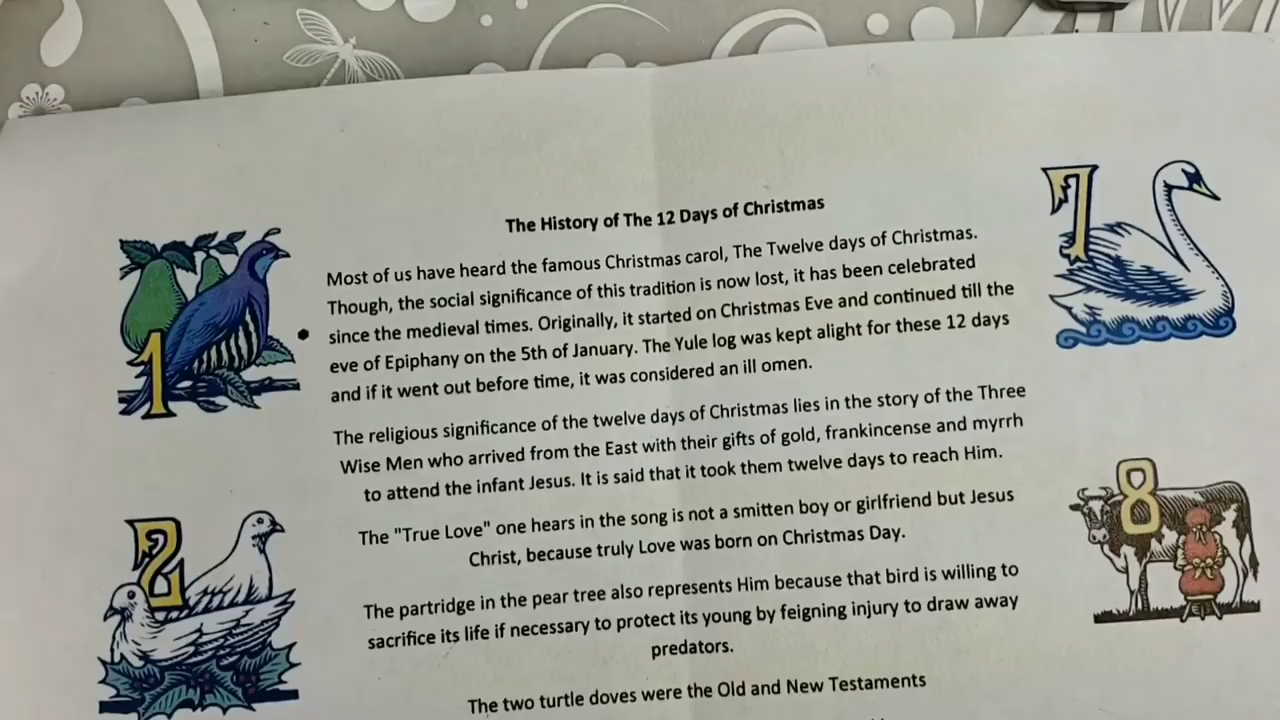 The History of The 12 Days of Christmas
Most of us have heard the famous Christmas carol, The Twelve days of Christmas.
Though, the social significance of this tradition is now lost, it has been celebrated
since the medieval times. Originally, it started on Christmas Eve and continued till the
eve of Epiphany on the 5th of January. The Yule log was kept alight for these 12 days
and if it went out before time, it was considered an ill omen.
The religious significance of the twelve days of Christmas lies in the story of the Three
Wise Men who arrived from the East with their gifts of gold, frankincense and myrrh
to attend the infant Jesus. It is said that it took them twelve days to reach Him.
The "True Love" one hears in the song is not a smitten boy or girlfriend but Jesus
Christ, because truly Love was born on Christmas Day.
The partridge in the pear tree also represents Him because that bird is willing to
sacrifice its life if necessary to protect its young by feigning injury to draw away
predators.
The two turtle doves were the Old and New Testaments
1
2
7
8